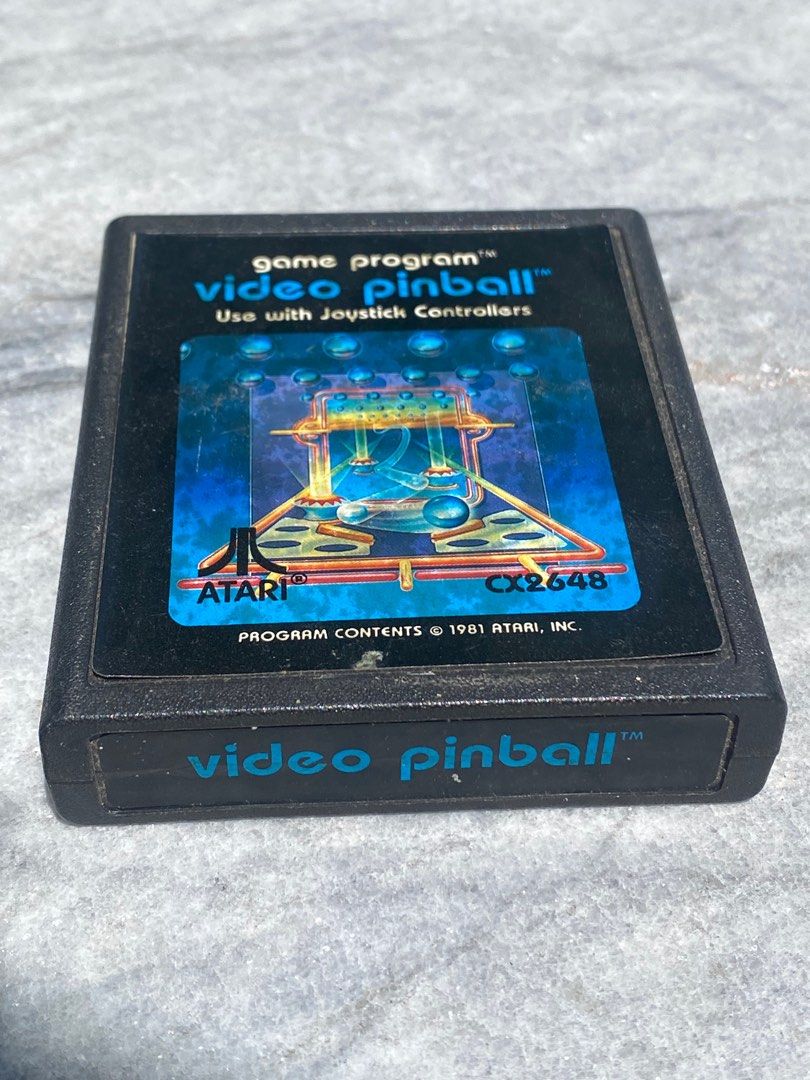 game program™
video pinball™
Use with Joystick Controllers
ATARI®
CX2648
PROGRAM CONTENTS © 1981 ATARI, INC.
video pinball™